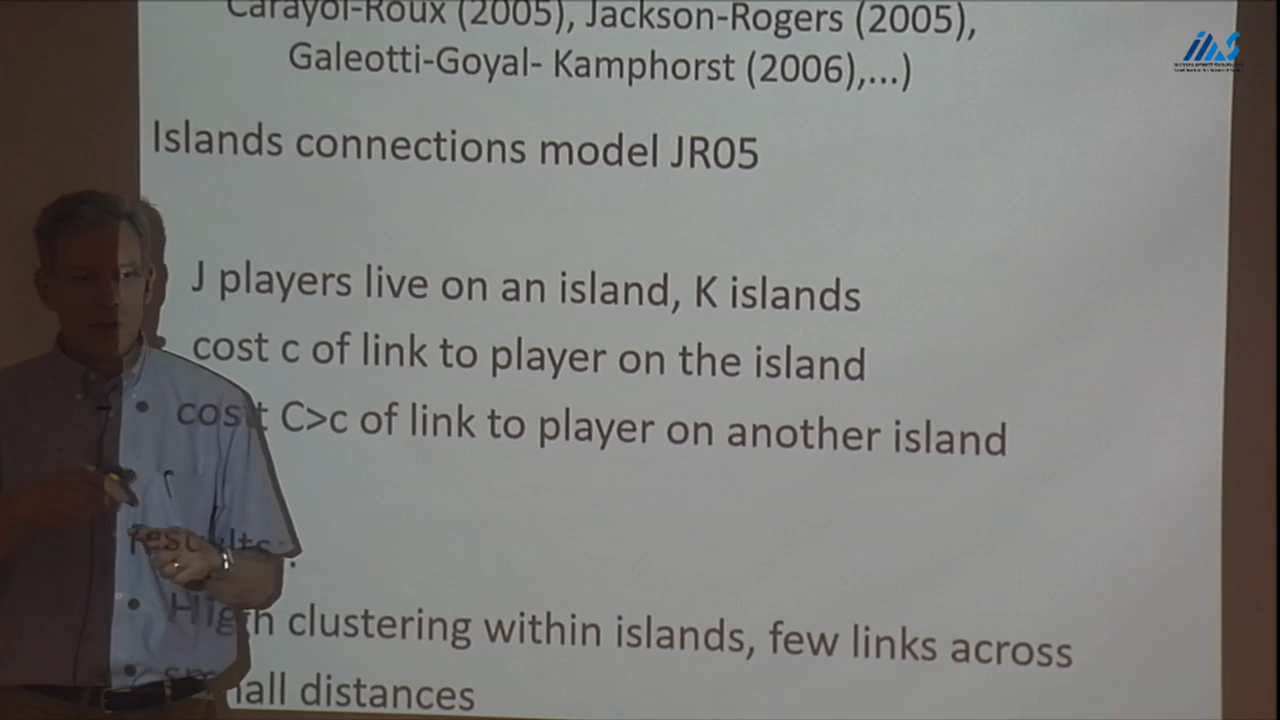 Carayol-Roux (2005), Jackson-Rogers (2005),
Galeotti-Goyal- Kamphorst (2006),...)
Islands connections model JR05
J players live on an island, K islands
cost c of link to player on the island
cost C>c of link to player on another island
results:
High clustering within islands, few links across
small distances